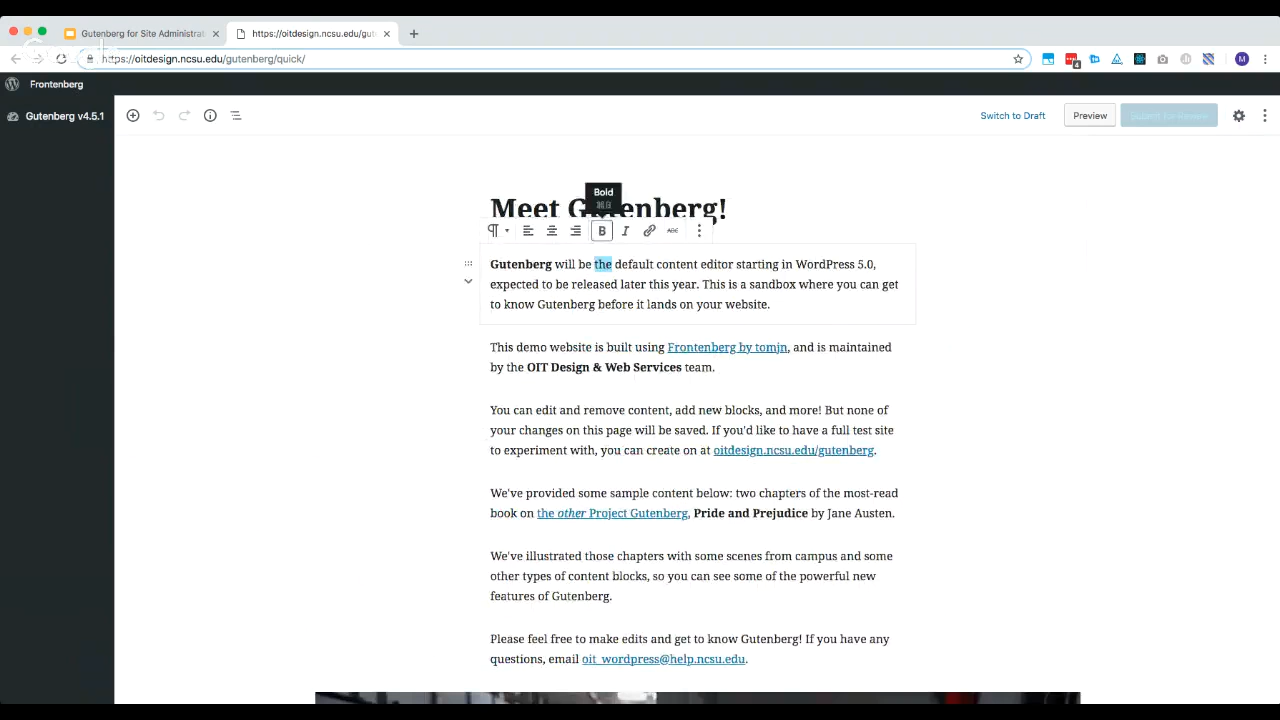 Gutenberg for Site Administrat
https://oitdesign.ncsu.edu/gut
https://oitdesign.ncsu.edu/gutenberg/quick/
4
M
Frontenberg
Gutenberg v4.5.1
Switch to Draft
Preview
Submit for Review
Bold
⌘B
Meet Gutenberg!
B
I
ABC
Gutenberg will be the default content editor starting in WordPress 5.0,
expected to be released later this year. This is a sandbox where you can get
to know Gutenberg before it lands on your website.
This demo website is built using Frontenberg by tomjn, and is maintained
by the OIT Design & Web Services team.
You can edit and remove content, add new blocks, and more! But none of
your changes on this page will be saved. If you'd like to have a full test site
to experiment with, you can create on at oitdesign.ncsu.edu/gutenberg.
We've provided some sample content below: two chapters of the most-read
book on the other Project Gutenberg, Pride and Prejudice by Jane Austen.
We've illustrated those chapters with some scenes from campus and some
other types of content blocks, so you can see some of the powerful new
features of Gutenberg.
Please feel free to make edits and get to know Gutenberg! If you have any
questions, email oit_wordpress@help.ncsu.edu.